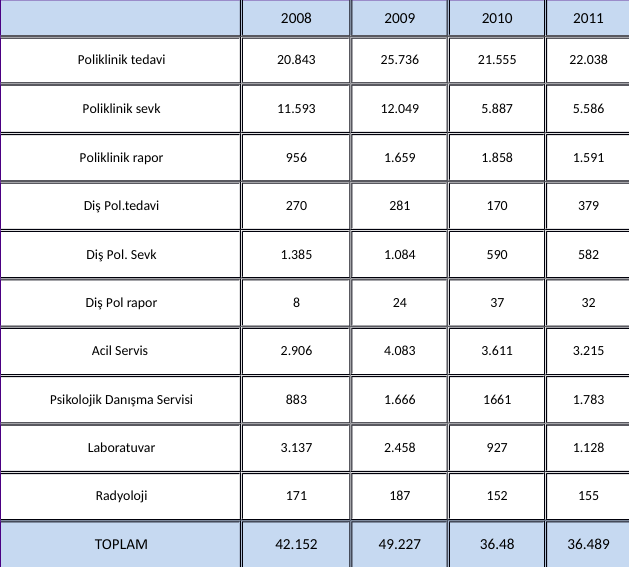 2008 2009 2010 2011
Poliklinik tedavi 20.843 25.736 21.555 22.038
Poliklinik sevk 11.593 12.049 5.887 5.586
Poliklinik rapor 956 1.659 1.858 1.591
Diş Pol.tedavi 270 281 170 379
Diş Pol. Sevk 1.385 1.084 590 582
Diş Pol rapor 8 24 37 32
Acil Servis 2.906 4.083 3.611 3.215
Psikolojik Danışma Servisi 883 1.666 1661 1.783
Laboratuvar 3.137 2.458 927 1.128
Radyoloji 171 187 152 155
TOPLAM 42.152 49.227 36.48 36.489